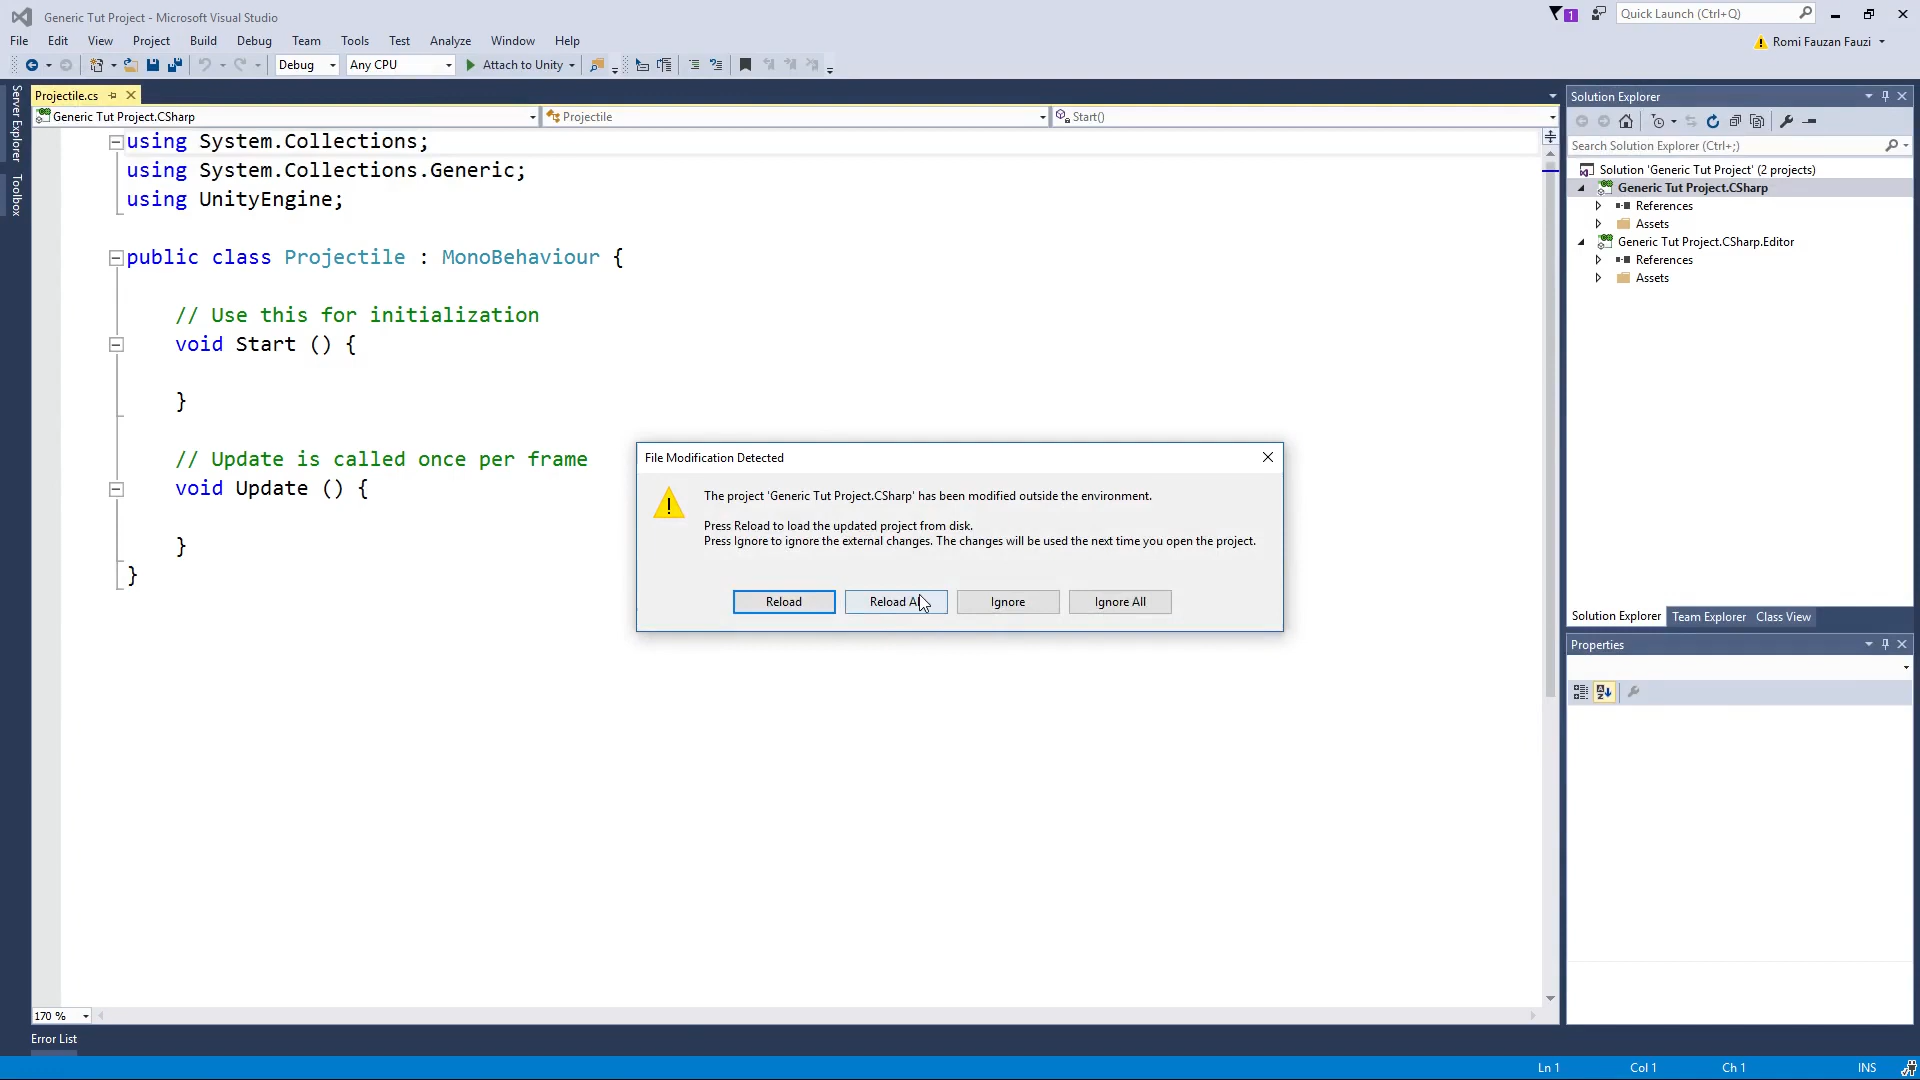 Generic Tut Project - Microsoft Visual Studio
1
Quick Launch (Ctrl+Q)
File Edit View Project Build Debug Team Tools Test Analyze Window Help
Romi Fauzan Fauzi
Debug Any CPU Attach to Unity
Server Explorer
Toolbox
Projectile.cs
Generic Tut Project.CSharp Projectile Start()
using System.Collections;
using System.Collections.Generic;
using UnityEngine;
public class Projectile : MonoBehaviour {
// Use this for initialization
void Start () {
}
// Update is called once per frame
void Update () {
}
}
File Modification Detected
The project 'Generic Tut Project.CSharp' has been modified outside the environment.
Press Reload to load the updated project from disk.
Press Ignore to ignore the external changes. The changes will be used the next time you open the project.
Reload Reload All Ignore Ignore All
Solution Explorer
Search Solution Explorer (Ctrl+;)
Solution 'Generic Tut Project' (2 projects)
Generic Tut Project.CSharp
References
Assets
Generic Tut Project.CSharp.Editor
References
Assets
Solution Explorer Team Explorer Class View
Properties
170 %
Error List
Ln 1 Col 1 Ch 1 INS